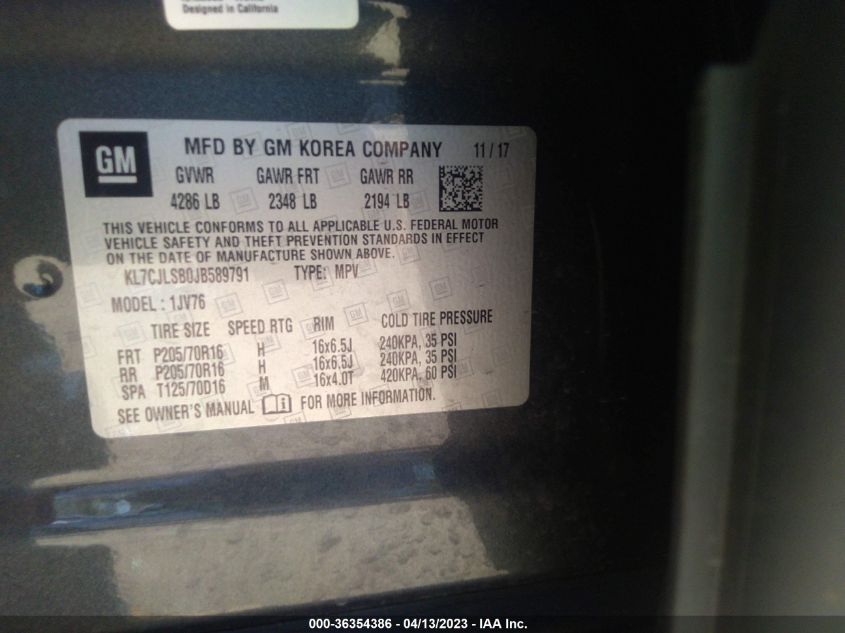 Designed in California
GM
MFD BY GM KOREA COMPANY 11 / 17
GVWR GAWR FRT GAWR RR
4286 LB 2348 LB 2194 LB
THIS VEHICLE CONFORMS TO ALL APPLICABLE U.S. FEDERAL MOTOR
VEHICLE SAFETY AND THEFT PREVENTION STANDARDS IN EFFECT
ON THE DATE OF MANUFACTURE SHOWN ABOVE.
KL7CJLSB0JB589791 TYPE: MPV
MODEL : 1JV76
TIRE SIZE SPEED RTG RIM COLD TIRE PRESSURE
FRT P205/70R16 H 16x6.5J 240KPA, 35 PSI
RR P205/70R16 H 16x6.5J 240KPA, 35 PSI
SPA T125/70D16 M 16x4.0T 420KPA, 60 PSI
SEE OWNER'S MANUAL FOR MORE INFORMATION.
000-36354386 - 04/13/2023 - IAA Inc.